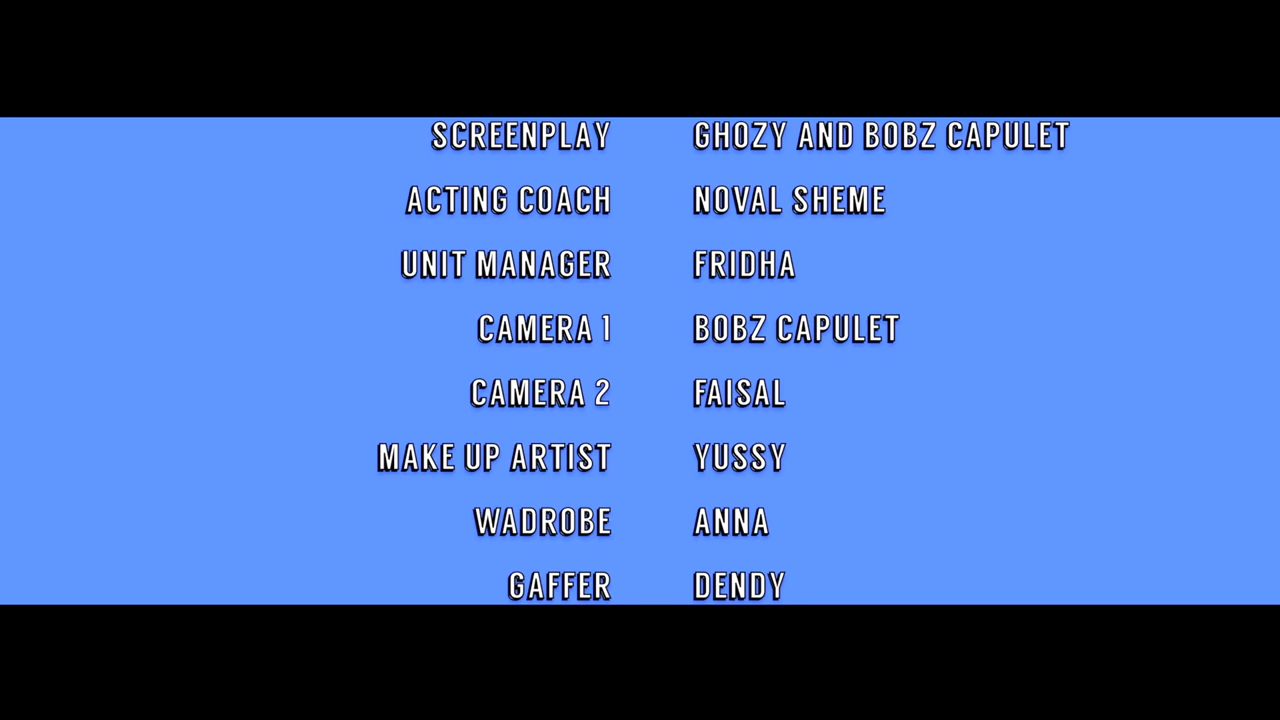 SCREENPLAY GHOZY AND BOBZ CAPULET
ACTING COACH NOVAL SHEME
UNIT MANAGER FRIDHA
CAMERA 1 BOBZ CAPULET
CAMERA 2 FAISAL
MAKE UP ARTIST YUSSY
WADROBE ANNA
GAFFER DENDY